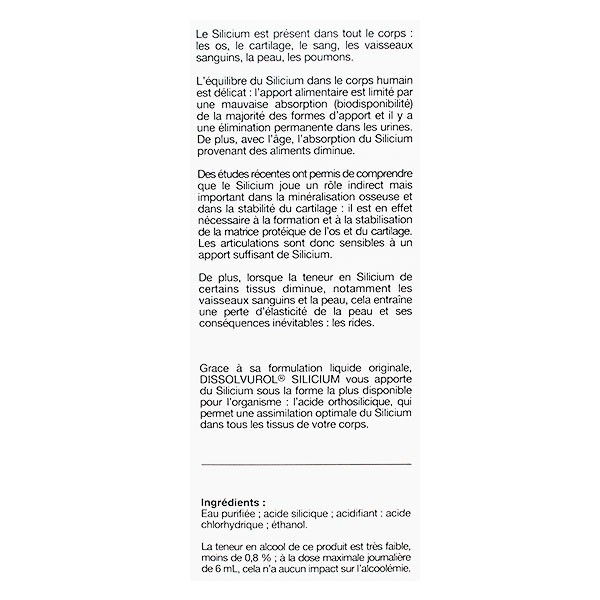 Le Silicium est présent dans tout le corps :
les os, le cartilage, le sang, les vaisseaux
sanguins, la peau, les poumons.
L'équilibre du Silicium dans le corps humain
est délicat : l'apport alimentaire est limité par
une mauvaise absorption (biodisponibilité)
de la majorité des formes d'apport et il y a
une élimination permanente dans les urines.
De plus, avec l'âge, l'absorption du Silicium
provenant des aliments diminue.
Des études récentes ont permis de comprendre
que le Silicium joue un rôle indirect mais
important dans la minéralisation osseuse et
dans la stabilité du cartilage : il est en effet
nécessaire à la formation et à la stabilisation
de la matrice protéique de l'os et du cartilage.
Les articulations sont donc sensibles à un
apport suffisant de Silicium.
De plus, lorsque la teneur en Silicium de
certains tissus diminue, notamment les
vaisseaux sanguins et la peau, cela entraîne
une perte d'élasticité de la peau et ses
conséquences inévitables : les rides.
Grace à sa formulation liquide originale,
DISSOLVUROL® SILICIUM vous apporte
du Silicium sous la forme la plus disponible
pour l'organisme : l'acide orthosilicique, qui
permet une assimilation optimale du Silicium
dans tous les tissus de votre corps.
Ingrédients :
Eau purifiée ; acide silicique ; acidifiant : acide
chlorhydrique ; éthanol.
La teneur en alcool de ce produit est très faible,
moins de 0,8 % ; à la dose maximale journalière
de 6 mL, cela n'a aucun impact sur l'alcoolémie.